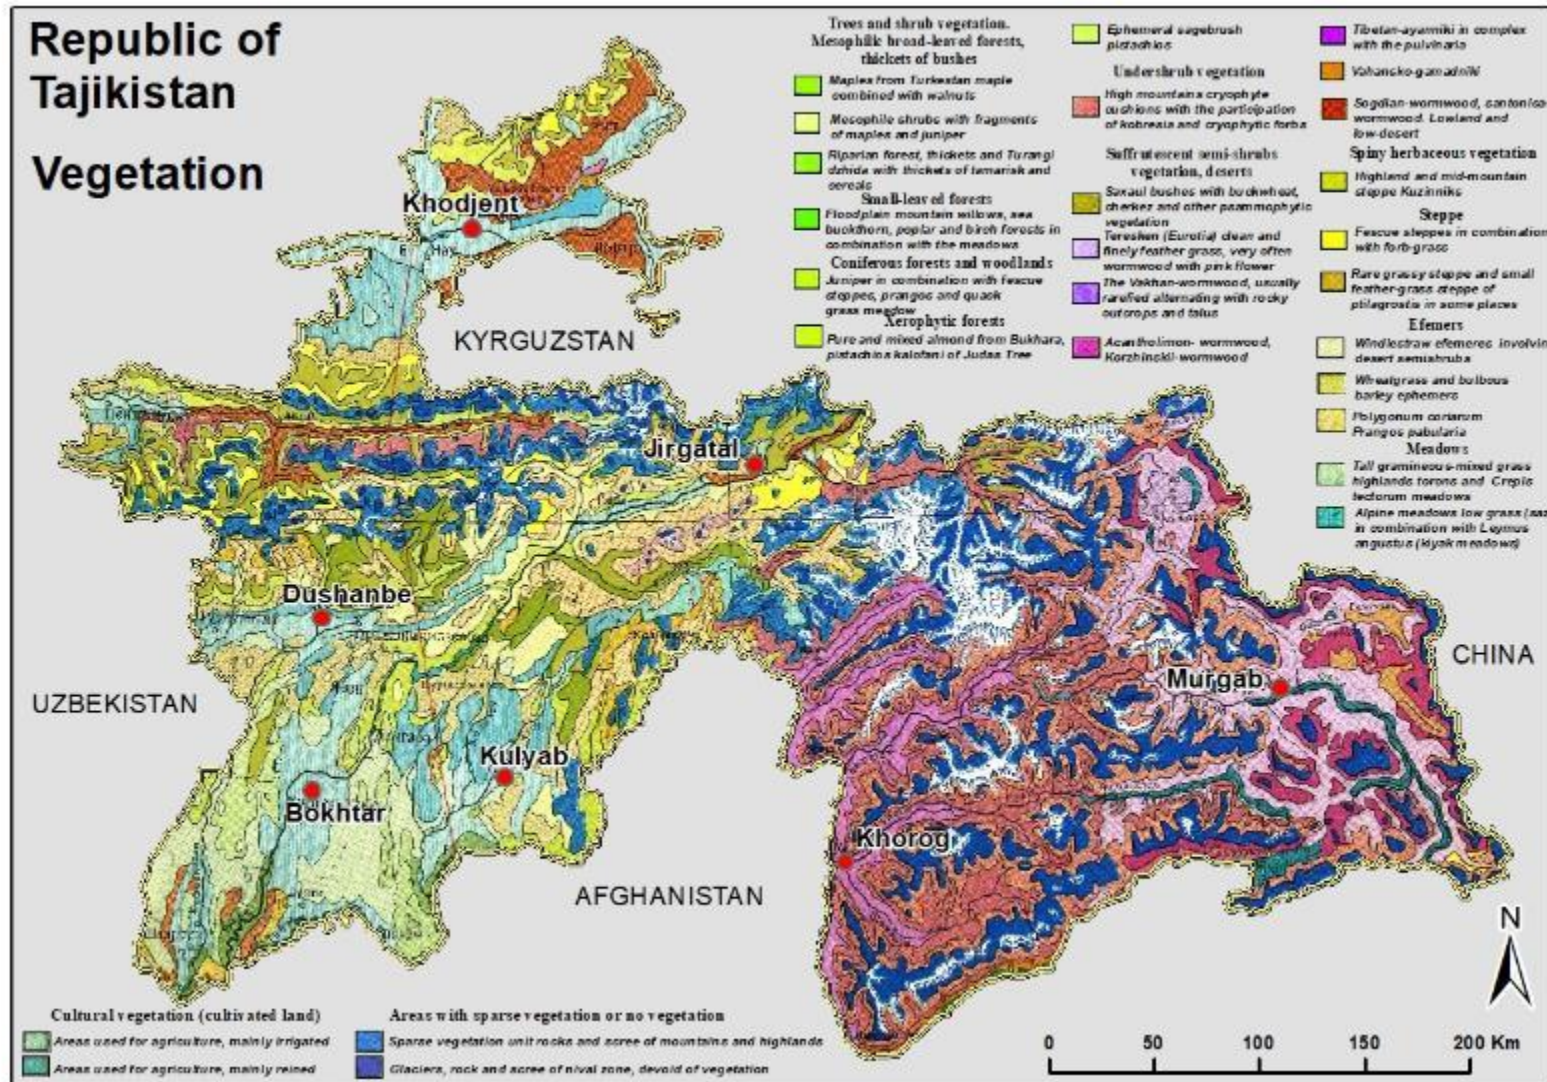 Republic of
Tajikistan
Vegetation
Trees and shrub vegetation.
Mesophilic broad-leaved forests,
thickets of bushes
Maples from Turkestan maple
combined with walnuts
Mesophile shrubs with fragments
of maples and juniper
Riparian forest, thickets and Turangi
dzhida with thickets of tamarisk and
cereals
Small-leaved forests
Floodplain mountain willows, sea
buckthorn, poplar and birch forests in
combination with the meadows
Coniferous forests and woodlands
Juniper in combination with fescue
steppes, prangos and quack
grass meadow
Xerophytic forests
Pure and mixed almond from Bukhara,
pistachios kalofani of Judas Tree
Ephemeral sagebrush
pistachios
Undershrub vegetation
High mountains cryophyte
cushions with the participation
of kobresia and cryophytic forbs
Suffrutescent semi-shrubs
vegetation, deserts
Saxaul bushes with buckwheat,
cherkez and other psammophytic
vegetation
Teresken (Eurotia) clean and
finely feather grass, very often
wormwood with pink flower
The Vakhan-wormwood, usually
rarefied alternating with rocky
outcrops and talus
Acantholimon- wormwood,
Korzhinskii-wormwood
Tibetan-ayanniki in complex
with the pulvinaria
Vahansko-gamadniki
Sogdian-wormwood, santonica-
wormwood. Lowland and
low-desert
Spiny herbaceous vegetation
Highland and mid-mountain
steppe Kuzinniks
Steppe
Fescue steppes in combination
with forb-grass
Rare grassy steppe and small
feather-grass steppe of
ptilagrostis in some places
Efemers
Windlestraw efemeres involvin
desert semishrubs
Wheatgrass and bulbous
barley ephemers
Polygonum coriarum
Prangos pabularia
Meadows
Tall gramineous-mixed grass
highlands torons and Crepis
tectorum meadows
Alpine meadows low grass (saz
in combination with Leymus
angustus (kiyak meadows)
Khodjent
KYRGUZSTAN
Jirgatal
Dushanbe
UZBEKISTAN
CHINA
Murgab
Kulyab
Bokhtar
Khorog
AFGHANISTAN
N
Cultural vegetation (cultivated land)
Areas used for agriculture, mainly irrigated
Areas used for agriculture, mainly reined
Areas with sparse vegetation or no vegetation
Sparse vegetation unit rocks and scree of mountains and highlands
Glaciers, rock and scree of nival zone, devoid of vegetation
0 50 100 150 200 Km